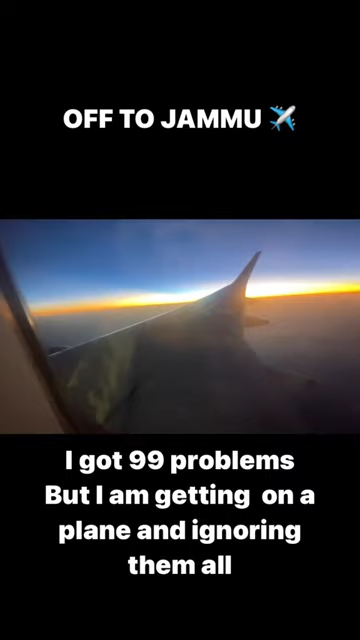 OFF TO JAMMU ✈️
I got 99 problems
But I am getting on a
plane and ignoring
them all